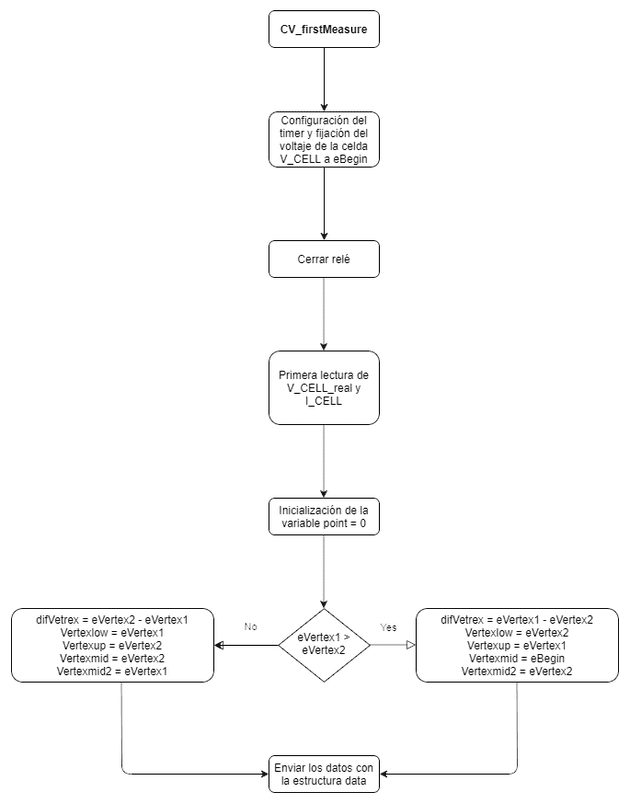 CV_firstMeasure
Configuración del
timer y fijación del
voltaje de la celda
V_CELL a eBegin
Cerrar relé
Primera lectura de
V_CELL_real y
I_CELL
Inicialización de la
variable point = 0
eVertex1 >
eVertex2
No
Yes
difVetrex = eVertex2 - eVertex1
Vertexlow = eVertex1
Vertexup = eVertex2
Vertexmid = eVertex2
Vertexmid2 = eVertex1
difVetrex = eVertex1 - eVertex2
Vertexlow = eVertex2
Vertexup = eVertex1
Vertexmid = eBegin
Vertexmid2 = eVertex2
Enviar los datos con
la estructura data